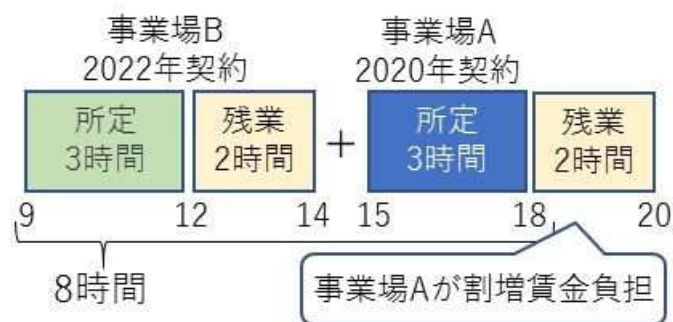 事業場B
2022年契約
所定
3時間
残業
2時間
+
事業場A
2020年契約
所定
3時間
残業
2時間
9
12
14
15
18
20
8時間
事業場Aが割増賃金負担